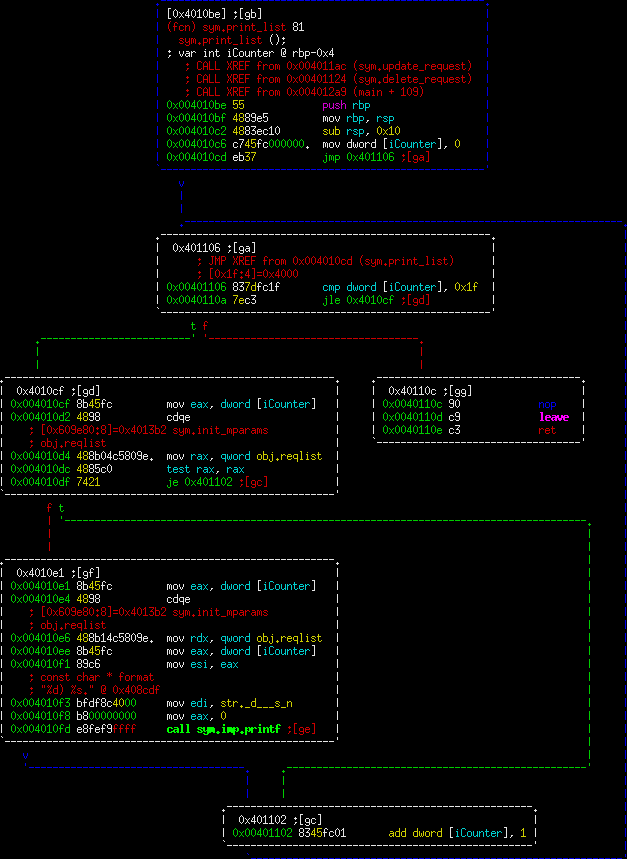 [0x4010be] ;[gb]
(fcn) sym.print_list 81
sym.print_list ();
; var int iCounter @ rbp-0x4
; CALL XREF from 0x004011ac (sym.update_request)
; CALL XREF from 0x00401124 (sym.delete_request)
; CALL XREF from 0x004012a9 (main + 109)
0x004010be 55 push rbp
0x004010bf 4889e5 mov rbp, rsp
0x004010c2 4883ec10 sub rsp, 0x10
0x004010c6 c745fc000000. mov dword [iCounter], 0
0x004010cd eb37 jmp 0x401106 ;[ga]
0x401106 ;[ga]
; JMP XREF from 0x004010cd (sym.print_list)
; [0x1f:4]=0x4000
0x00401106 837dfc1f cmp dword [iCounter], 0x1f
0x0040110a 7ec3 jle 0x4010cf ;[gd]
t f
0x4010cf ;[gd]
0x004010cf 8b45fc mov eax, dword [iCounter]
0x004010d2 4898 cdqe
; [0x609e80:8]=0x4013b2 sym.init_mparams
; obj.reqlist
0x004010d4 488b04c5809e. mov rax, qword obj.reqlist
0x004010dc 4885c0 test rax, rax
0x004010df 7421 je 0x401102 ;[gc]
0x40110c ;[gg]
0x0040110c 90 nop
0x0040110d c9 leave
0x0040110e c3 ret
f t
0x4010e1 ;[gf]
0x004010e1 8b45fc mov eax, dword [iCounter]
0x004010e4 4898 cdqe
; [0x609e80:8]=0x4013b2 sym.init_mparams
; obj.reqlist
0x004010e6 488b14c5809e. mov rdx, qword obj.reqlist
0x004010ee 8b45fc mov eax, dword [iCounter]
0x004010f1 89c6 mov esi, eax
; const char * format
; "%d) %s." @ 0x408cdf
0x004010f3 bfdf8c4000 mov edi, str._d___s_n
0x004010f8 b800000000 mov eax, 0
0x004010fd e8fef9ffff call sym.imp.printf ;[ge]
v
0x401102 ;[gc]
0x00401102 8345fc01 add dword [iCounter], 1